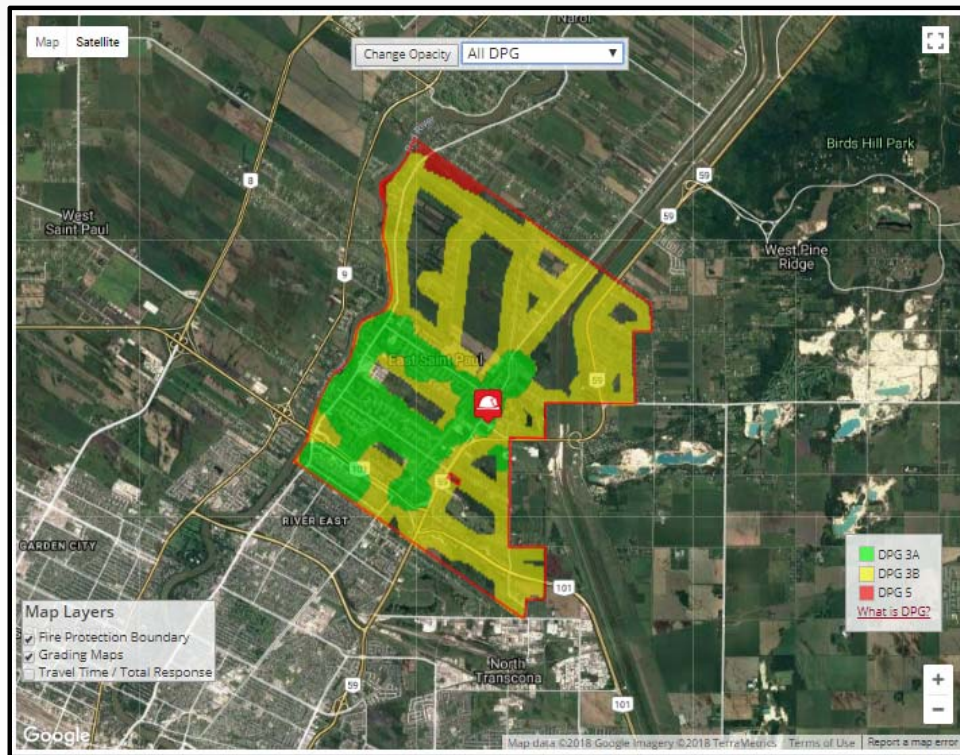 Narol
Map Satellite
Change Opacity All DPG
Birds Hill Park
59
8
59
59
West
Saint Paul
West Pine
Ridge
9
East Saint Paul
59
101
RIVER EAST
GARDEN CITY
DPG 3A
DPG 3B
DPG 5
What is DPG?
101
Map Layers
Fire Protection Boundary
Grading Maps
Travel Time / Total Response
North
Transcona
59
101
+
−
Google
Map data ©2018 Google Imagery ©2018 TerraMetrics Terms of Use Report a map error